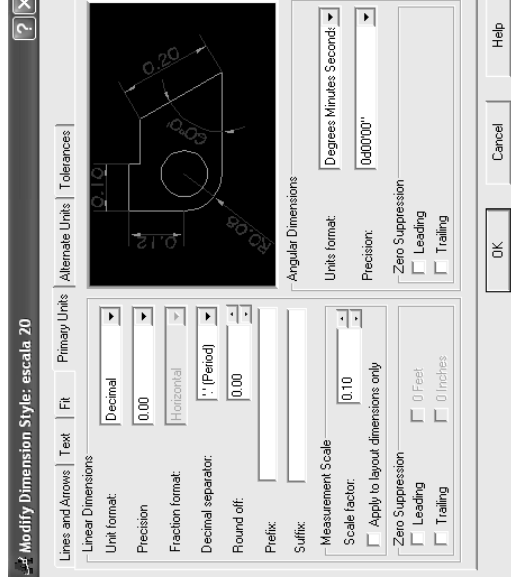 Modify Dimension Style: escala 20
Lines and Arrows
Text
Fit
Primary Units
Alternate Units
Tolerances
Linear Dimensions
Unit format:
Decimal
Precision
0.00
Fraction format:
Horizontal
Decimal separator:
'.' (Period)
Round off:
0.00
Prefix:
Suffix:
Measurement Scale
Scale factor:
0.10
Apply to layout dimensions only
Zero Suppression
Leading
Trailing
0 Feet
0 Inches
0.10
0.12
0.20
R0.08
Angular Dimensions
Units format:
Degrees Minutes Seconds
Precision:
0d00'00"
Zero Suppression
Leading
Trailing
OK
Cancel
Help